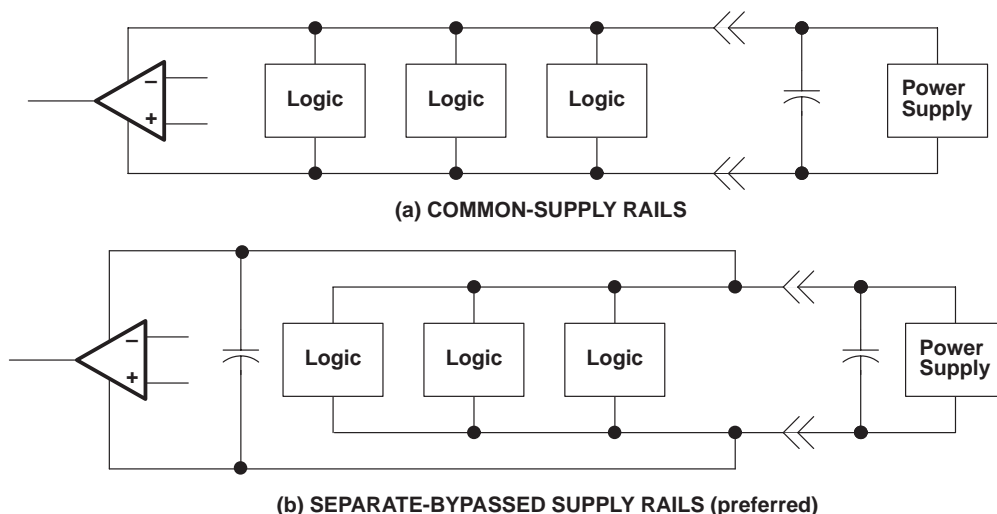 −
+
Logic
Logic
Logic
Power
Supply
(a) COMMON-SUPPLY RAILS
−
+
Logic
Logic
Logic
Power
Supply
(b) SEPARATE-BYPASSED SUPPLY RAILS (preferred)